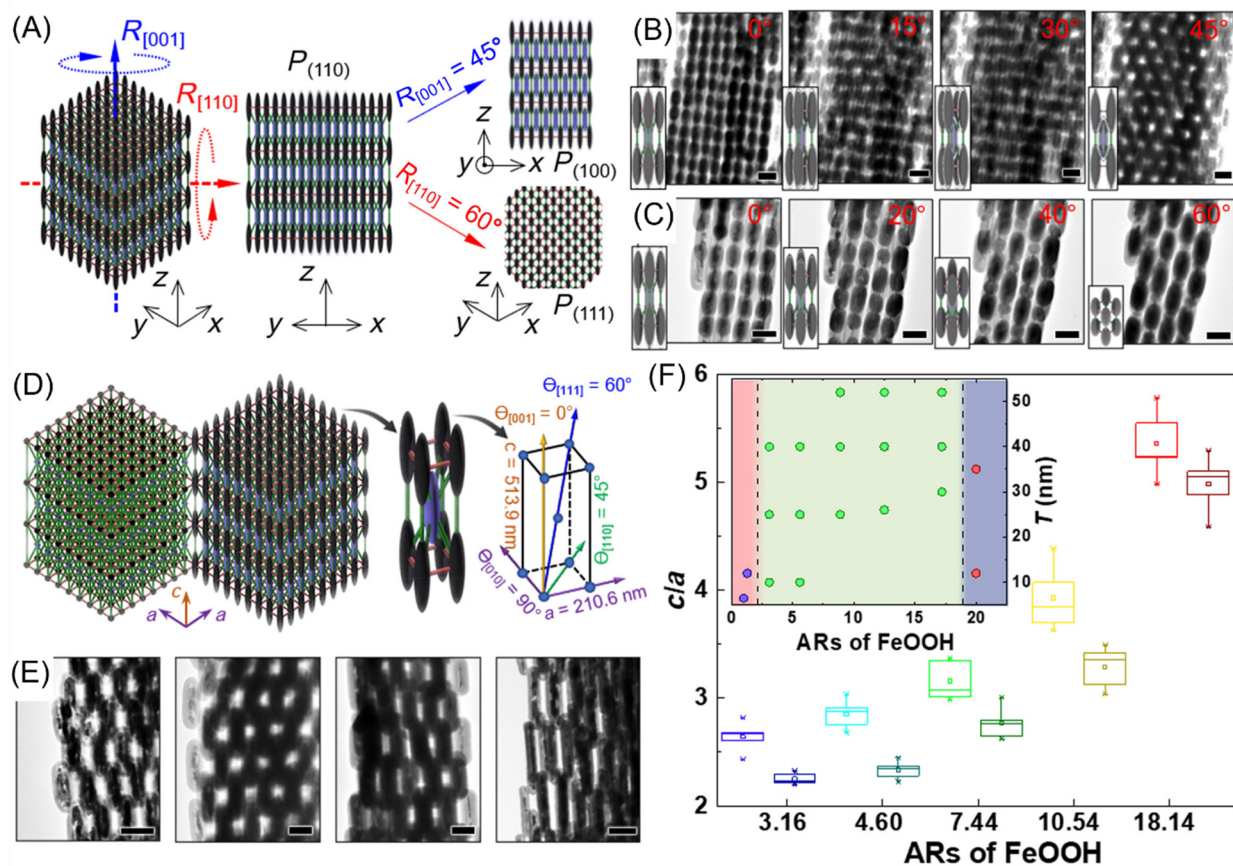 (A)
R[001]
R[110]
P(110)
R[001] = 45°
R[110] = 60°
z
y
x
z
y
x
z
y
x
P(100)
z
y
x
P(111)
(B)
0°
15°
30°
45°
(C)
0°
20°
40°
60°
(D)
c
a
a
Θ[111] = 60°
Θ[001] = 0°
c = 513.9 nm
Θ[110] = 45°
Θ[010] = 90°
a = 210.6 nm
(E)
(F)
c/a
6
5
4
3
2
3.16
4.60
7.44
10.54
18.14
ARs of FeOOH
0
5
10
15
20
ARs of FeOOH
50
40
30
20
10
T (nm)